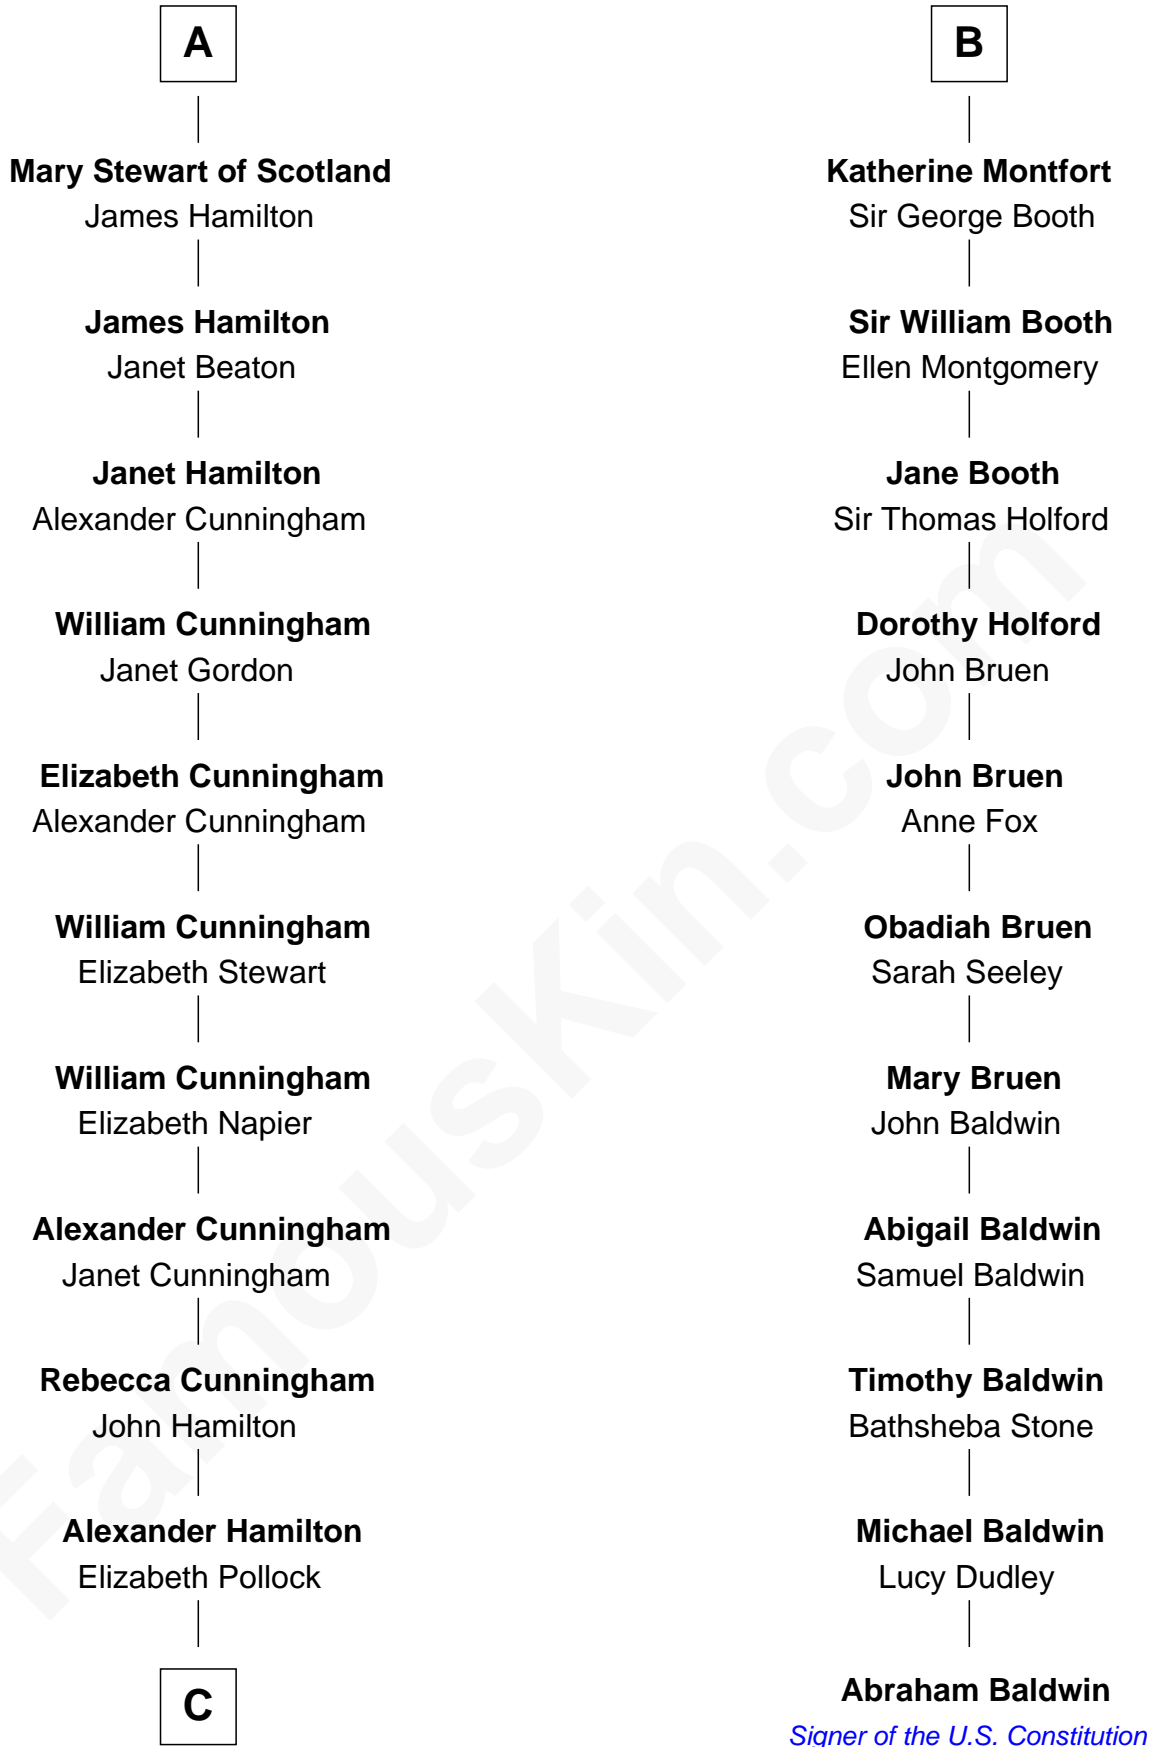 A
Mary Stewart of Scotland
James Hamilton
James Hamilton
Janet Beaton
Janet Hamilton
Alexander Cunningham
William Cunningham
Janet Gordon
Elizabeth Cunningham
Alexander Cunningham
William Cunningham
Elizabeth Stewart
William Cunningham
Elizabeth Napier
Alexander Cunningham
Janet Cunningham
Rebecca Cunningham
John Hamilton
Alexander Hamilton
Elizabeth Pollock
C
B
Katherine Montfort
Sir George Booth
Sir William Booth
Ellen Montgomery
Jane Booth
Sir Thomas Holford
Dorothy Holford
John Bruen
John Bruen
Anne Fox
Obadiah Bruen
Sarah Seeley
Mary Bruen
John Baldwin
Abigail Baldwin
Samuel Baldwin
Timothy Baldwin
Bathsheba Stone
Michael Baldwin
Lucy Dudley
Abraham Baldwin
Signer of the U.S. Constitution
FamousKin.com